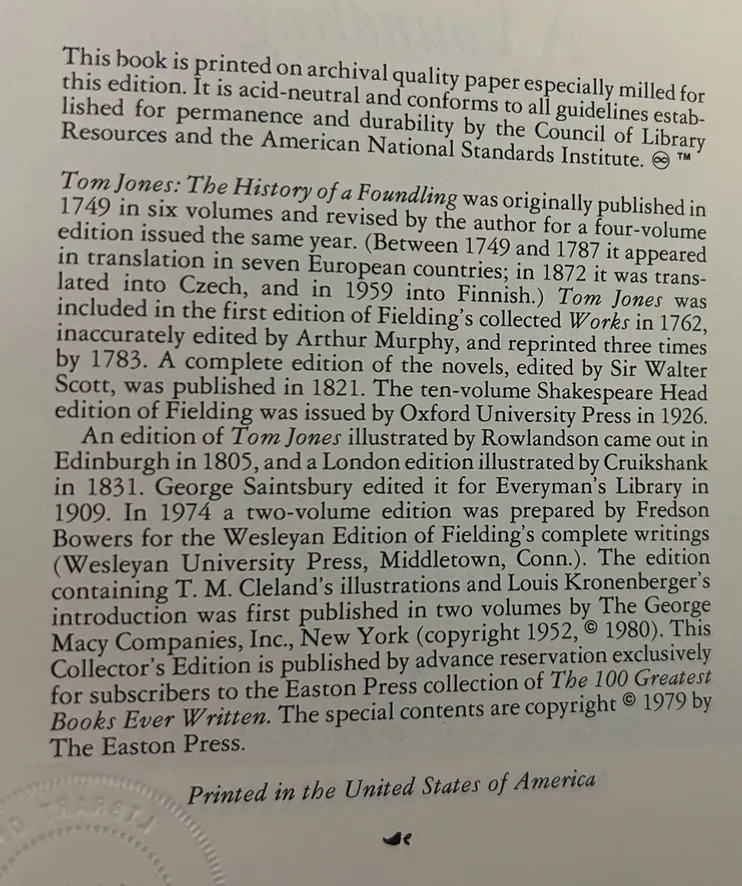 This book is printed on archival quality paper especially milled for
this edition. It is acid-neutral and conforms to all guidelines estab-
lished for permanence and durability by the Council of Library
Resources and the American National Standards Institute. ♾ ™
Tom Jones: The History of a Foundling was originally published in
1749 in six volumes and revised by the author for a four-volume
edition issued the same year. (Between 1749 and 1787 it appeared
in translation in seven European countries; in 1872 it was trans-
lated into Czech, and in 1959 into Finnish.) Tom Jones was
included in the first edition of Fielding's collected Works in 1762,
inaccurately edited by Arthur Murphy, and reprinted three times
by 1783. A complete edition of the novels, edited by Sir Walter
Scott, was published in 1821. The ten-volume Shakespeare Head
edition of Fielding was issued by Oxford University Press in 1926.
An edition of Tom Jones illustrated by Rowlandson came out in
Edinburgh in 1805, and a London edition illustrated by Cruikshank
in 1831. George Saintsbury edited it for Everyman's Library in
1909. In 1974 a two-volume edition was prepared by Fredson
Bowers for the Wesleyan Edition of Fielding's complete writings
(Wesleyan University Press, Middletown, Conn.). The edition
containing T. M. Cleland's illustrations and Louis Kronenberger's
introduction was first published in two volumes by The George
Macy Companies, Inc., New York (copyright 1952, © 1980). This
Collector's Edition is published by advance reservation exclusively
for subscribers to the Easton Press collection of The 100 Greatest
Books Ever Written. The special contents are copyright © 1979 by
The Easton Press.
Printed in the United States of America